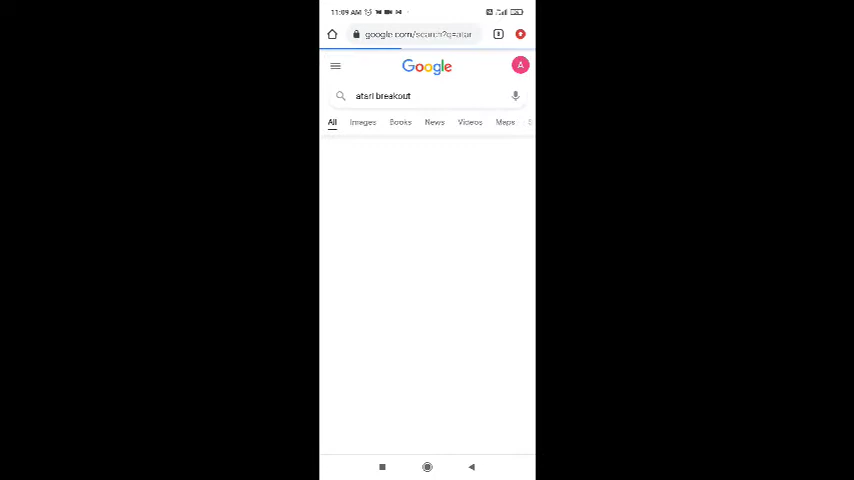 11:09 AM
google.com/search?q=atar
Google
A
atari breakout
All Images Books News Videos Maps